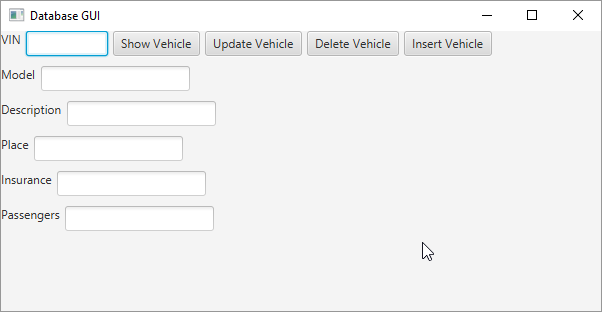 Database GUI
VIN Show Vehicle Update Vehicle Delete Vehicle Insert Vehicle
Model
Description
Place
Insurance
Passengers